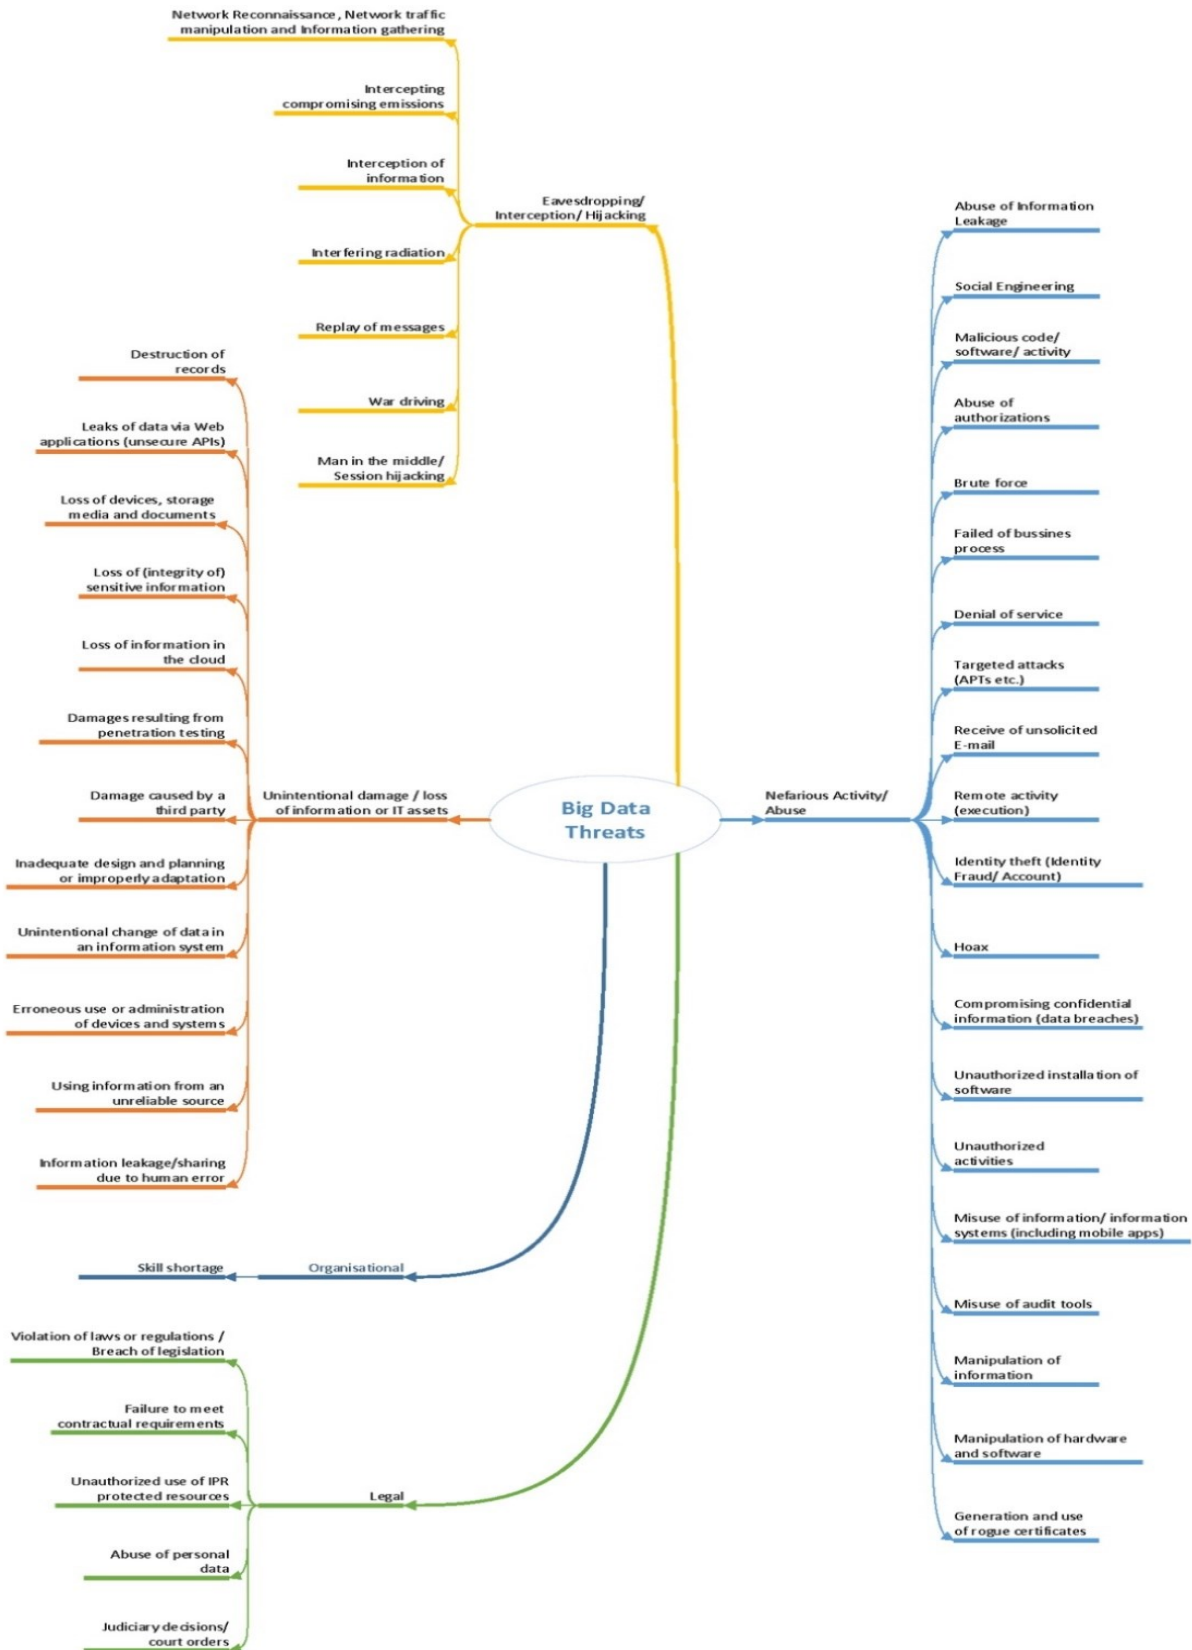 Network Reconnaissance, Network traffic
manipulation and Information gathering
Intercepting
compromising emissions
Interception of
information
Eavesdropping/
Interception/ Hijacking
Interfering radiation
Replay of messages
War driving
Man in the middle/
Session hijacking
Destruction of
records
Leaks of data via Web
applications (unsecure APIs)
Loss of devices, storage
media and documents
Loss of (integrity of)
sensitive information
Loss of information in
the cloud
Damages resulting from
penetration testing
Damage caused by a
third party
Inadequate design and planning
or improperly adaptation
Unintentional change of data in
an information system
Erroneous use or administration
of devices and systems
Using information from an
unreliable source
Information leakage/sharing
due to human error
Unintentional damage / loss
of information or IT assets
Big Data
Threats
Nefarious Activity/
Abuse
Abuse of Information
Leakage
Social Engineering
Malicious code/
software/ activity
Abuse of
authorizations
Brute force
Failed of bussines
process
Denial of service
Targeted attacks
(APTs etc.)
Receive of unsolicited
E-mail
Remote activity
(execution)
Identity theft (Identity
Fraud/ Account)
Hoax
Compromising confidential
information (data breaches)
Unauthorized installation of
software
Unauthorized
activities
Misuse of information/ information
systems (including mobile apps)
Misuse of audit tools
Manipulation of
information
Manipulation of hardware
and software
Generation and use
of rogue certificates
Skill shortage
Organisational
Violation of laws or regulations /
Breach of legislation
Failure to meet
contractual requirements
Unauthorized use of IPR
protected resources
Legal
Abuse of personal
data
Judiciary decisions/
court orders